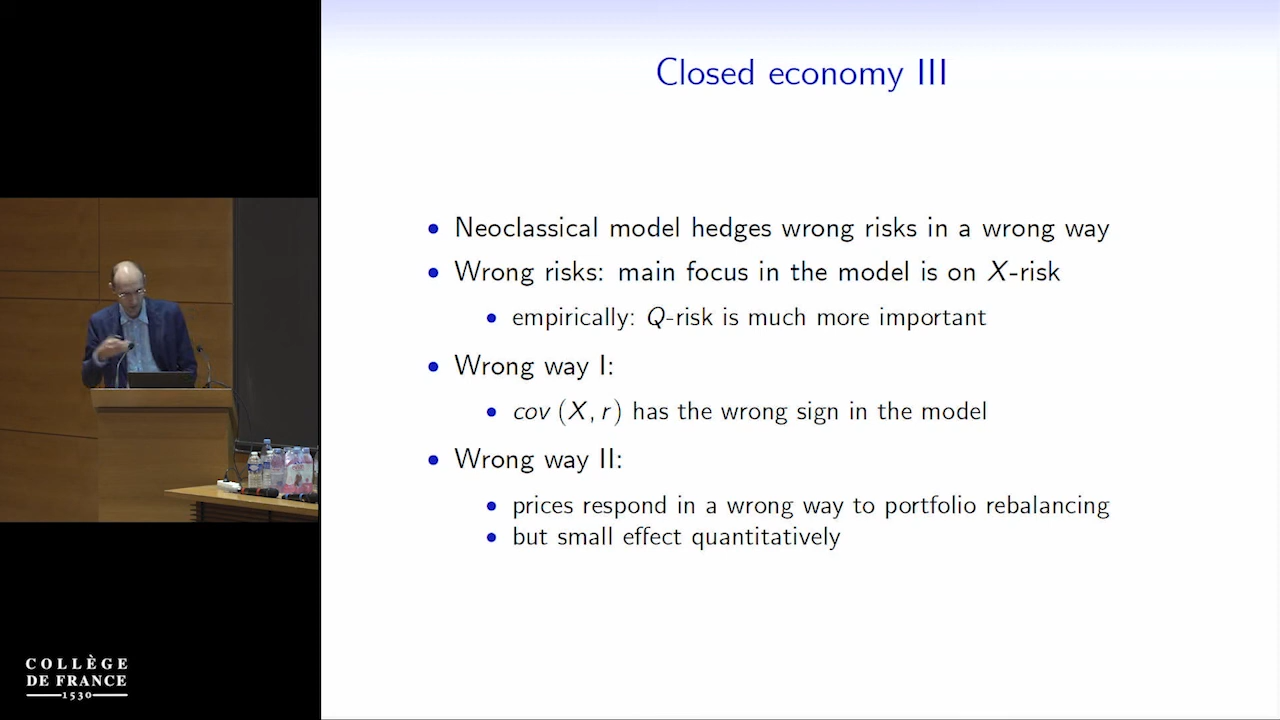 Closed economy III
• Neoclassical model hedges wrong risks in a wrong way
• Wrong risks: main focus in the model is on X-risk
• empirically: Q-risk is much more important
• Wrong way I:
• cov (X, r) has the wrong sign in the model
• Wrong way II:
• prices respond in a wrong way to portfolio rebalancing
• but small effect quantitatively
COLLÈGE
DE FRANCE
1530